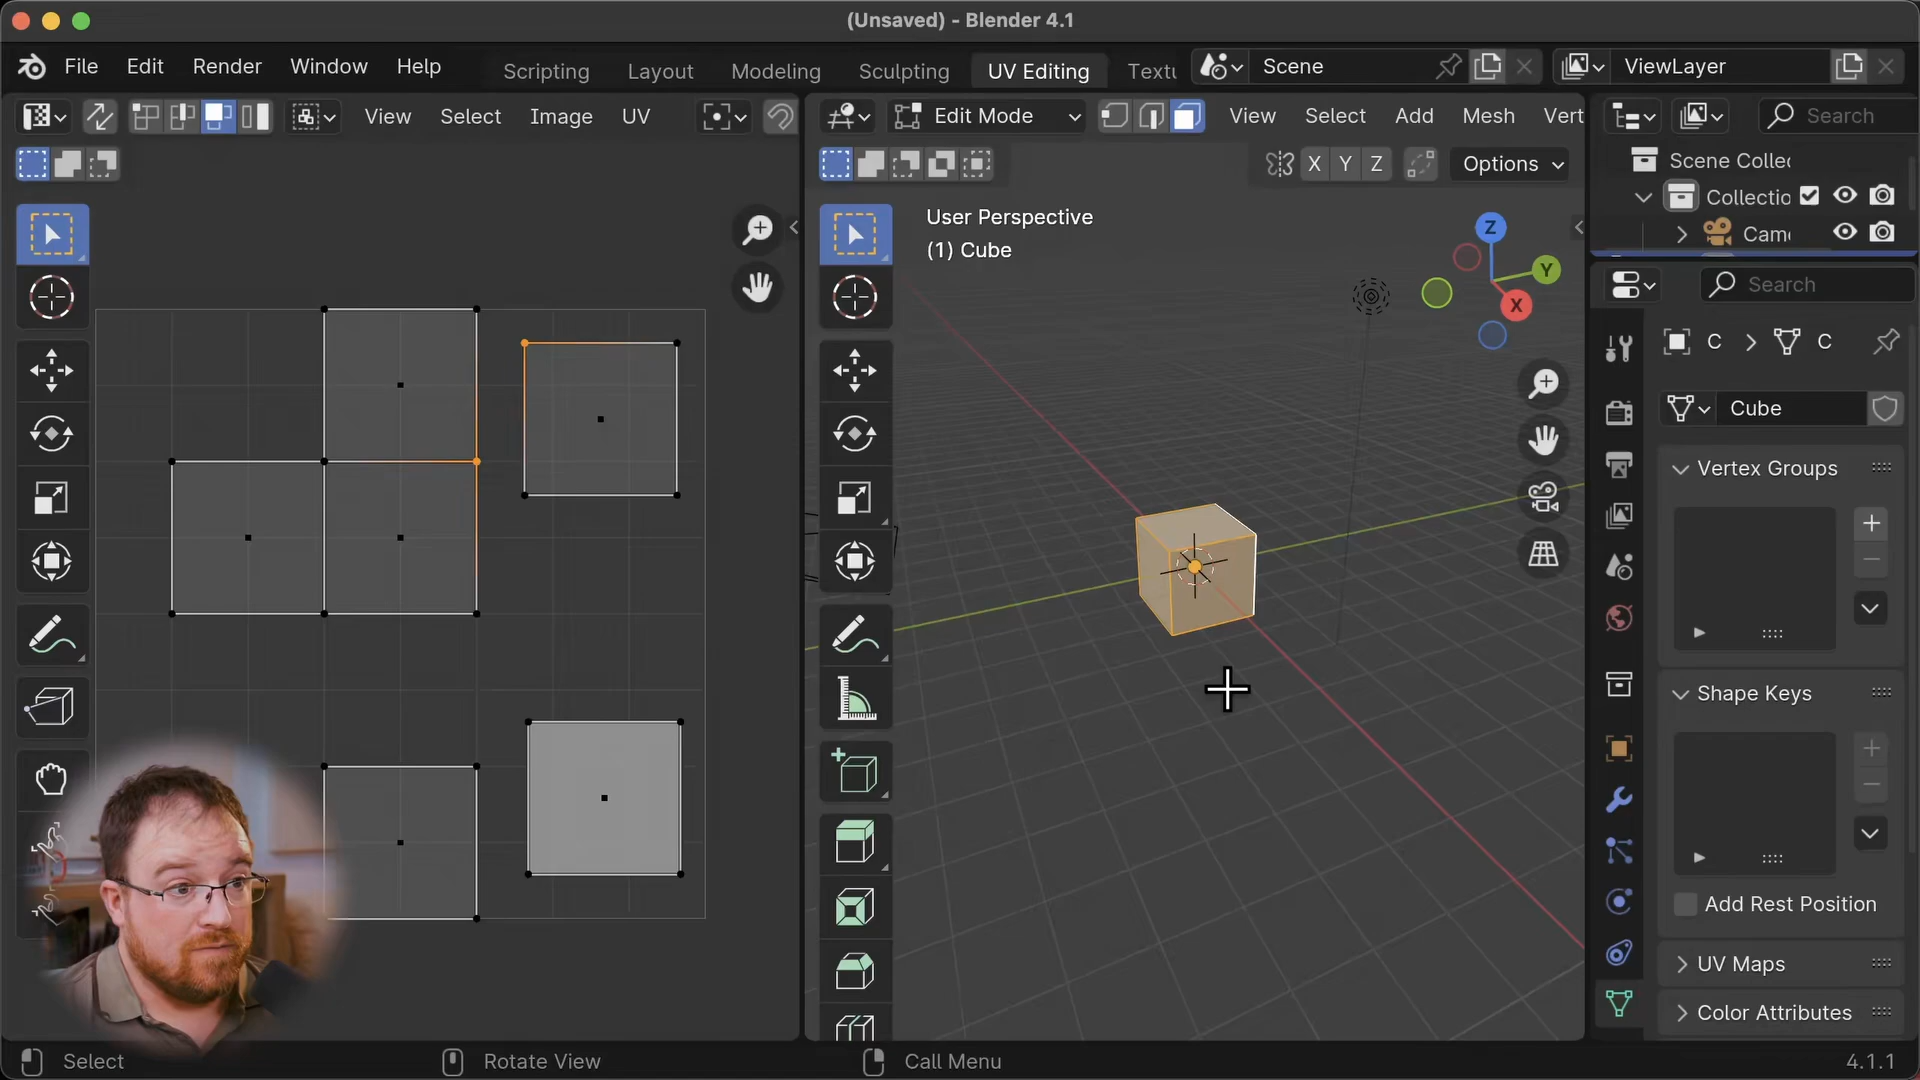 (Unsaved) - Blender 4.1
File Edit Render Window Help Scripting Layout Modeling Sculpting UV Editing Textu Scene ViewLayer
View Select Image UV Edit Mode View Select Add Mesh Vert Search
X Y Z Options Scene Collec
Collectio
User Perspective
(1) Cube
Z
Y
X
Came
Search
C > C
Cube
Vertex Groups
Shape Keys
Add Rest Position
UV Maps
Color Attributes
Select Rotate View Call Menu 4.1.1